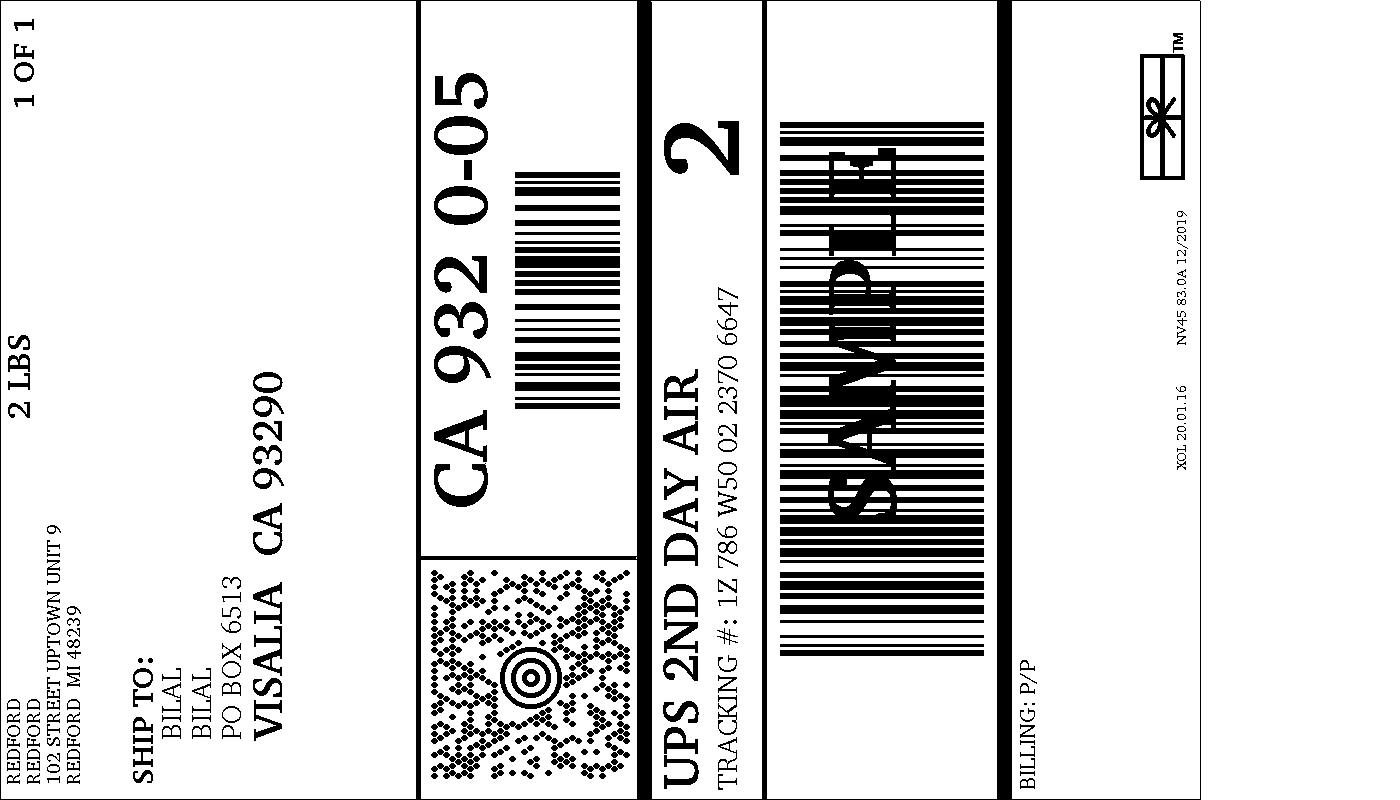 REDFORD
REDFORD
102 STREET UPTOWN UNIT 9
REDFORD  MI 48239
2 LBS
1 OF 1
SHIP TO:
BILAL
BILAL
PO BOX 6513
VISALIA  CA 93290
CA 932 0-05
UPS 2ND DAY AIR
2
TRACKING #: 1Z 786 W50 02 2370 6647
SAMPLE
BILLING: P/P
XOL 20.01.16
NV45 83.0A 12/2019
TM